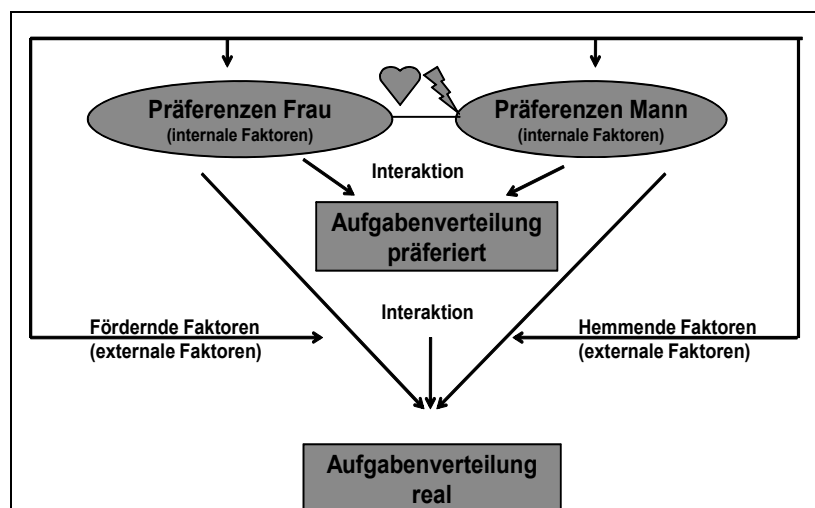 Präferenzen Frau
(internale Faktoren)
Präferenzen Mann
(internale Faktoren)
Interaktion
Aufgabenverteilung
präferiert
Interaktion
Fördernde Faktoren
(externale Faktoren)
Hemmende Faktoren
(externale Faktoren)
Aufgabenverteilung
real